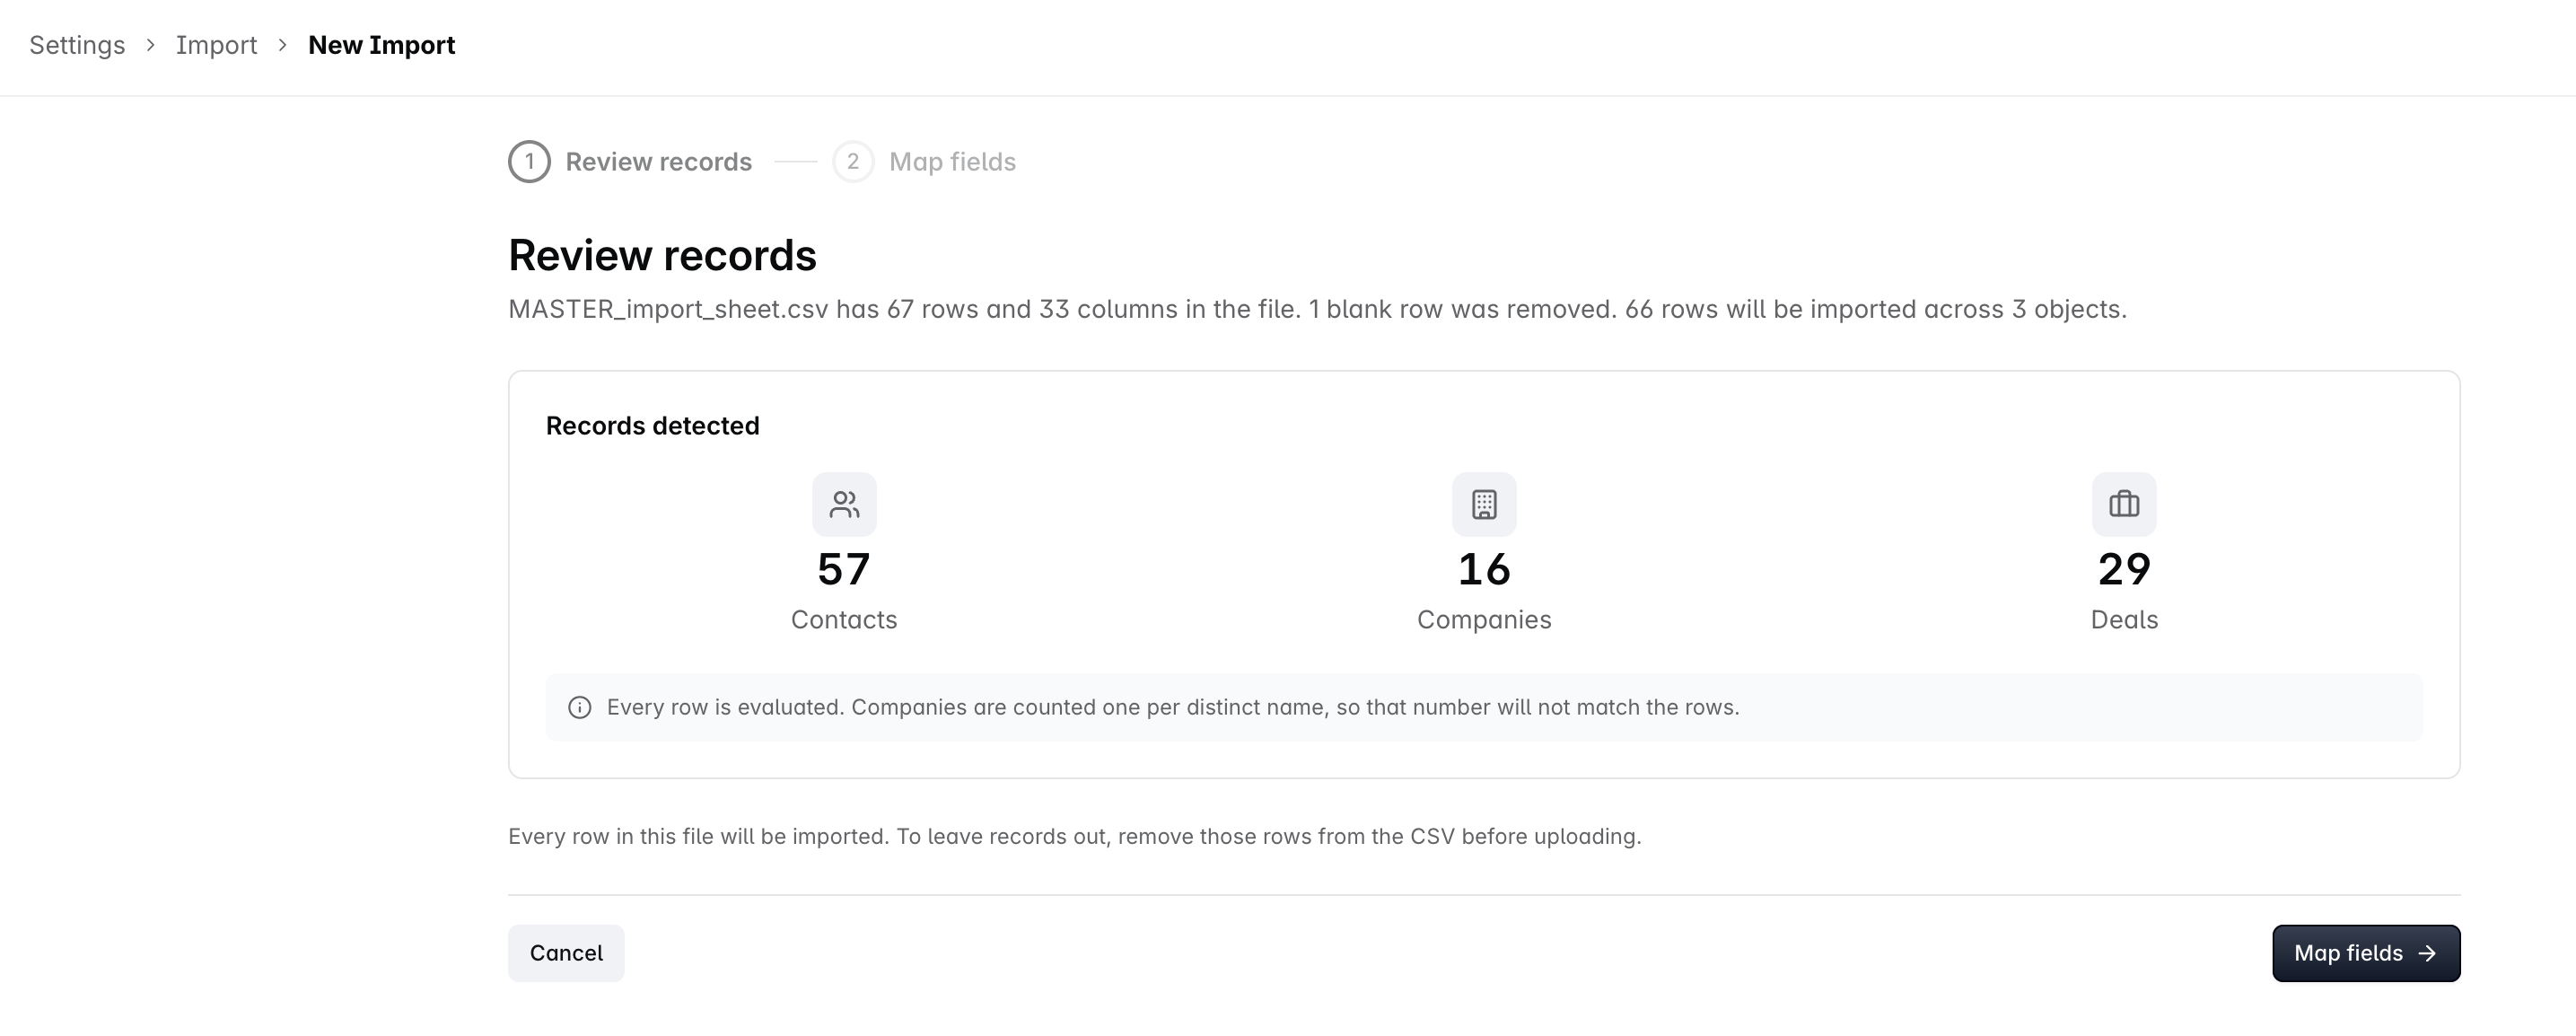 Settings > Import > New Import
1 Review records 2 Map fields
Review records
MASTER_import_sheet.csv has 67 rows and 33 columns in the file. 1 blank row was removed. 66 rows will be imported across 3 objects.
Records detected
57 16 29
Contacts Companies Deals
Every row is evaluated. Companies are counted one per distinct name, so that number will not match the rows.
Every row in this file will be imported. To leave records out, remove those rows from the CSV before uploading.
Cancel Map fields →